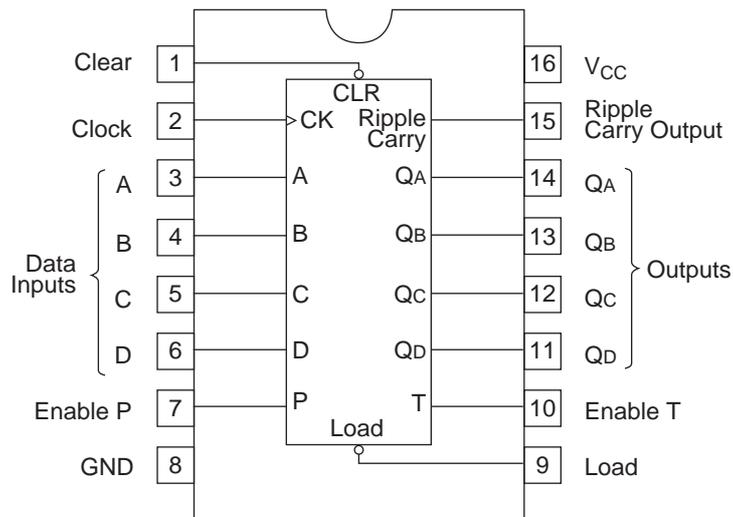 Clear 1 16 VCC
CLR
Clock 2 CK Ripple Carry 15 Ripple Carry Output
A 3 A QA 14 QA
B 4 B QB 13 QB
Data Inputs
Outputs
C 5 C QC 12 QC
D 6 D QD 11 QD
Enable P 7 P T 10 Enable T
Load
GND 8 9 Load